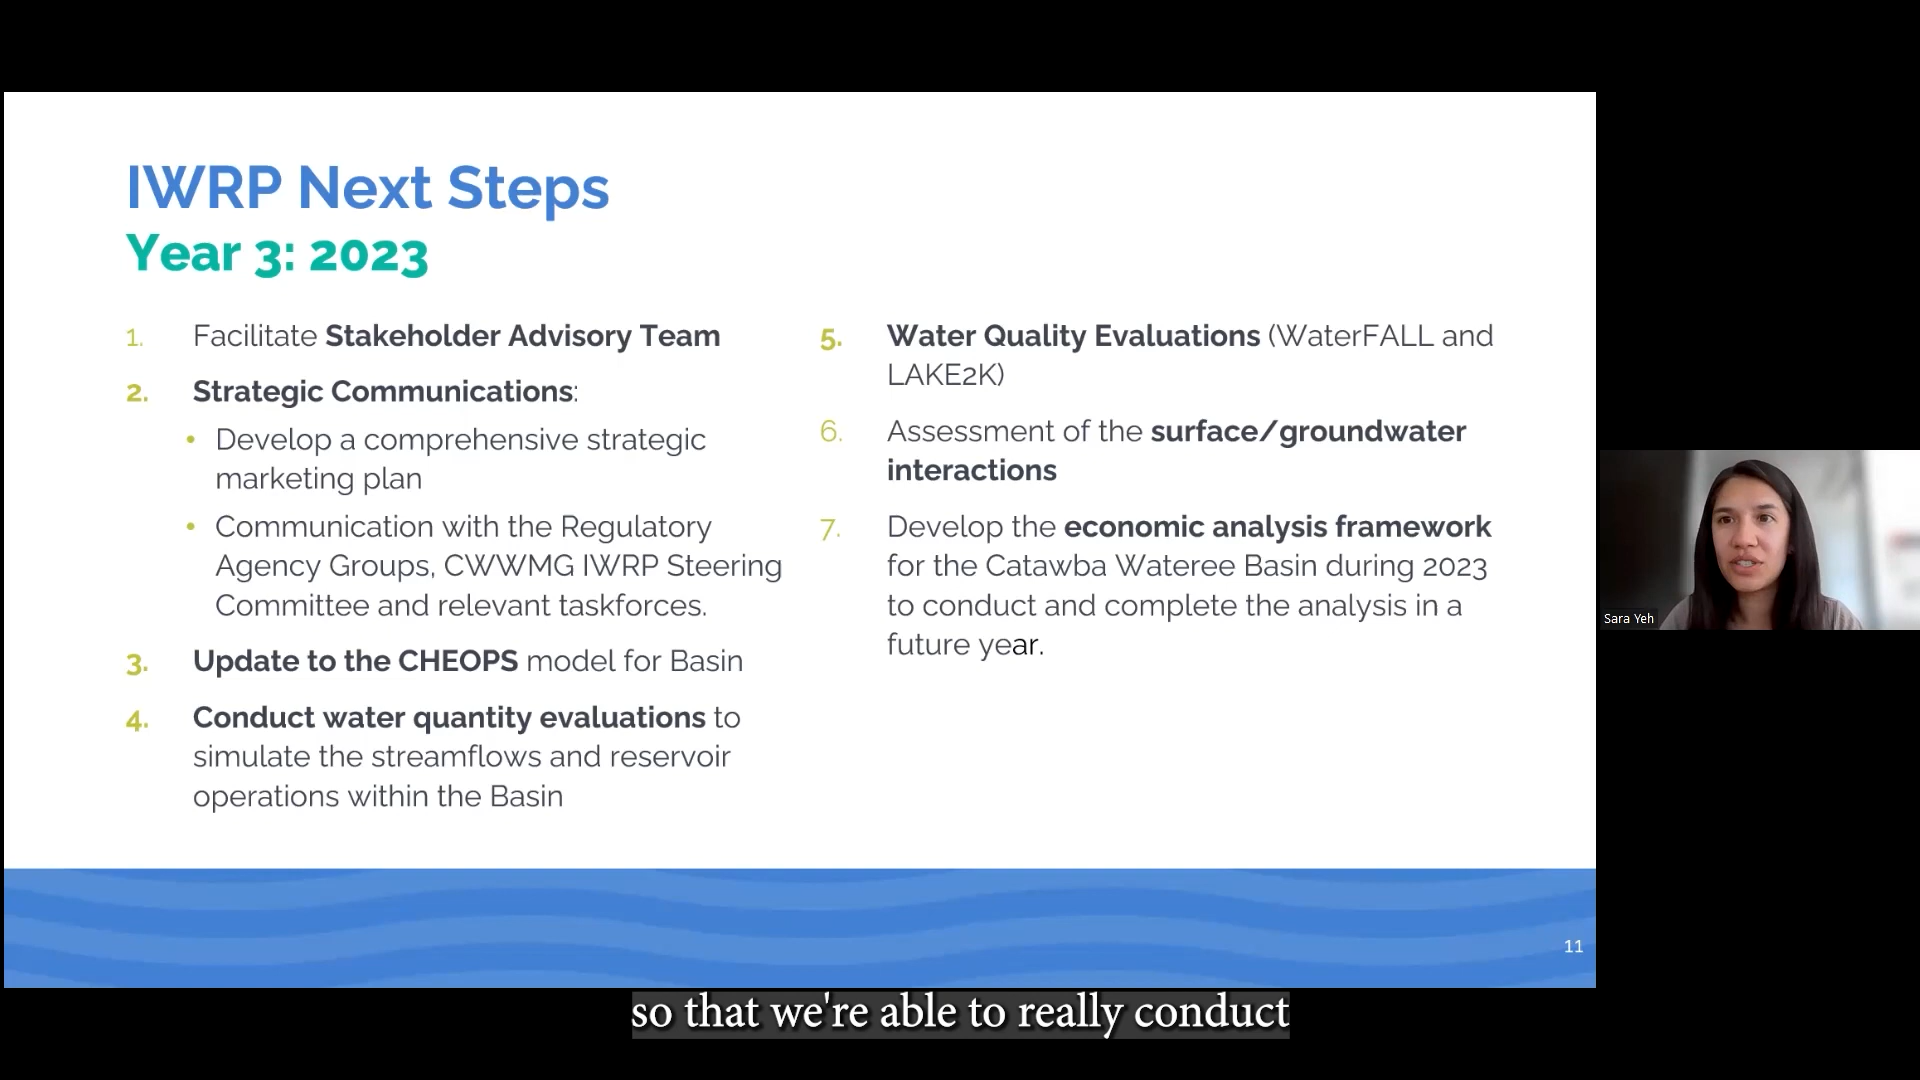 IWRP Next Steps
Year 3: 2023
1. Facilitate Stakeholder Advisory Team
2. Strategic Communications:
• Develop a comprehensive strategic
marketing plan
• Communication with the Regulatory
Agency Groups, CWWMG IWRP Steering
Committee and relevant taskforces.
3. Update to the CHEOPS model for Basin
4. Conduct water quantity evaluations to
simulate the streamflows and reservoir
operations within the Basin
5. Water Quality Evaluations (WaterFALL and
LAKE2K)
6. Assessment of the surface/groundwater
interactions
7. Develop the economic analysis framework
for the Catawba Wateree Basin during 2023
to conduct and complete the analysis in a
future year.
Sara Yeh
11
so that we're able to really conduct